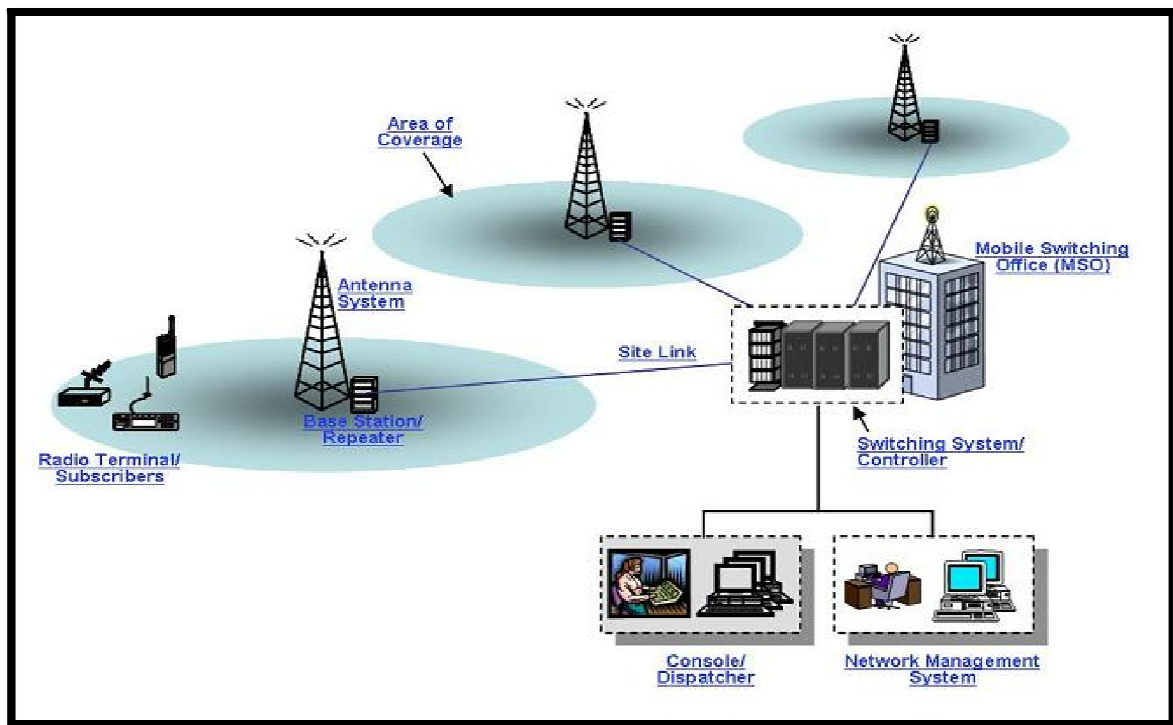 Area of
Coverage
Mobile Switching
Office (MSO)
Antenna
System
Site Link
Base Station/
Repeater
Radio Terminal/
Subscribers
Switching System/
Controller
Console/
Dispatcher
Network Management
System